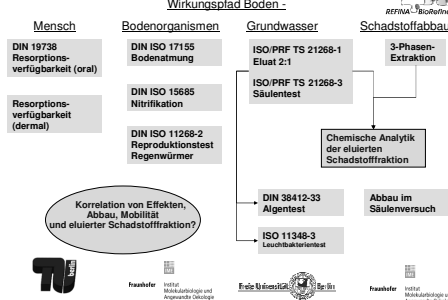 Wirkungspfad Boden -
REFINA BioRefine
Mensch
Bodenorganismen
Grundwasser
Schadstoffabbau
DIN 19738
Resorptions-
verfügbarkeit (oral)
Resorptions-
verfügbarkeit
(dermal)
DIN ISO 17155
Bodenatmung
DIN ISO 15685
Nitrifikation
DIN ISO 11268-2
Reproduktionstest
Regenwürmer
ISO/PRF TS 21268-1
Eluat 2:1
ISO/PRF TS 21268-3
Säulentest
3-Phasen-
Extraktion
Chemische Analytik
der eluierten
Schadstofffraktion
DIN 38412-33
Algentest
ISO 11348-3
Leuchtbakterientest
Abbau im
Säulenversuch
Korrelation von Effekten,
Abbau, Mobilität
und eluierter Schadstofffraktion?
berlin
Fraunhofer
Institut
Molekularbiologie und
Angewandte Oekologie
Freie Universität Berlin
IME
Fraunhofer
Institut
Molekularbiologie u
Angewandte Oekolo